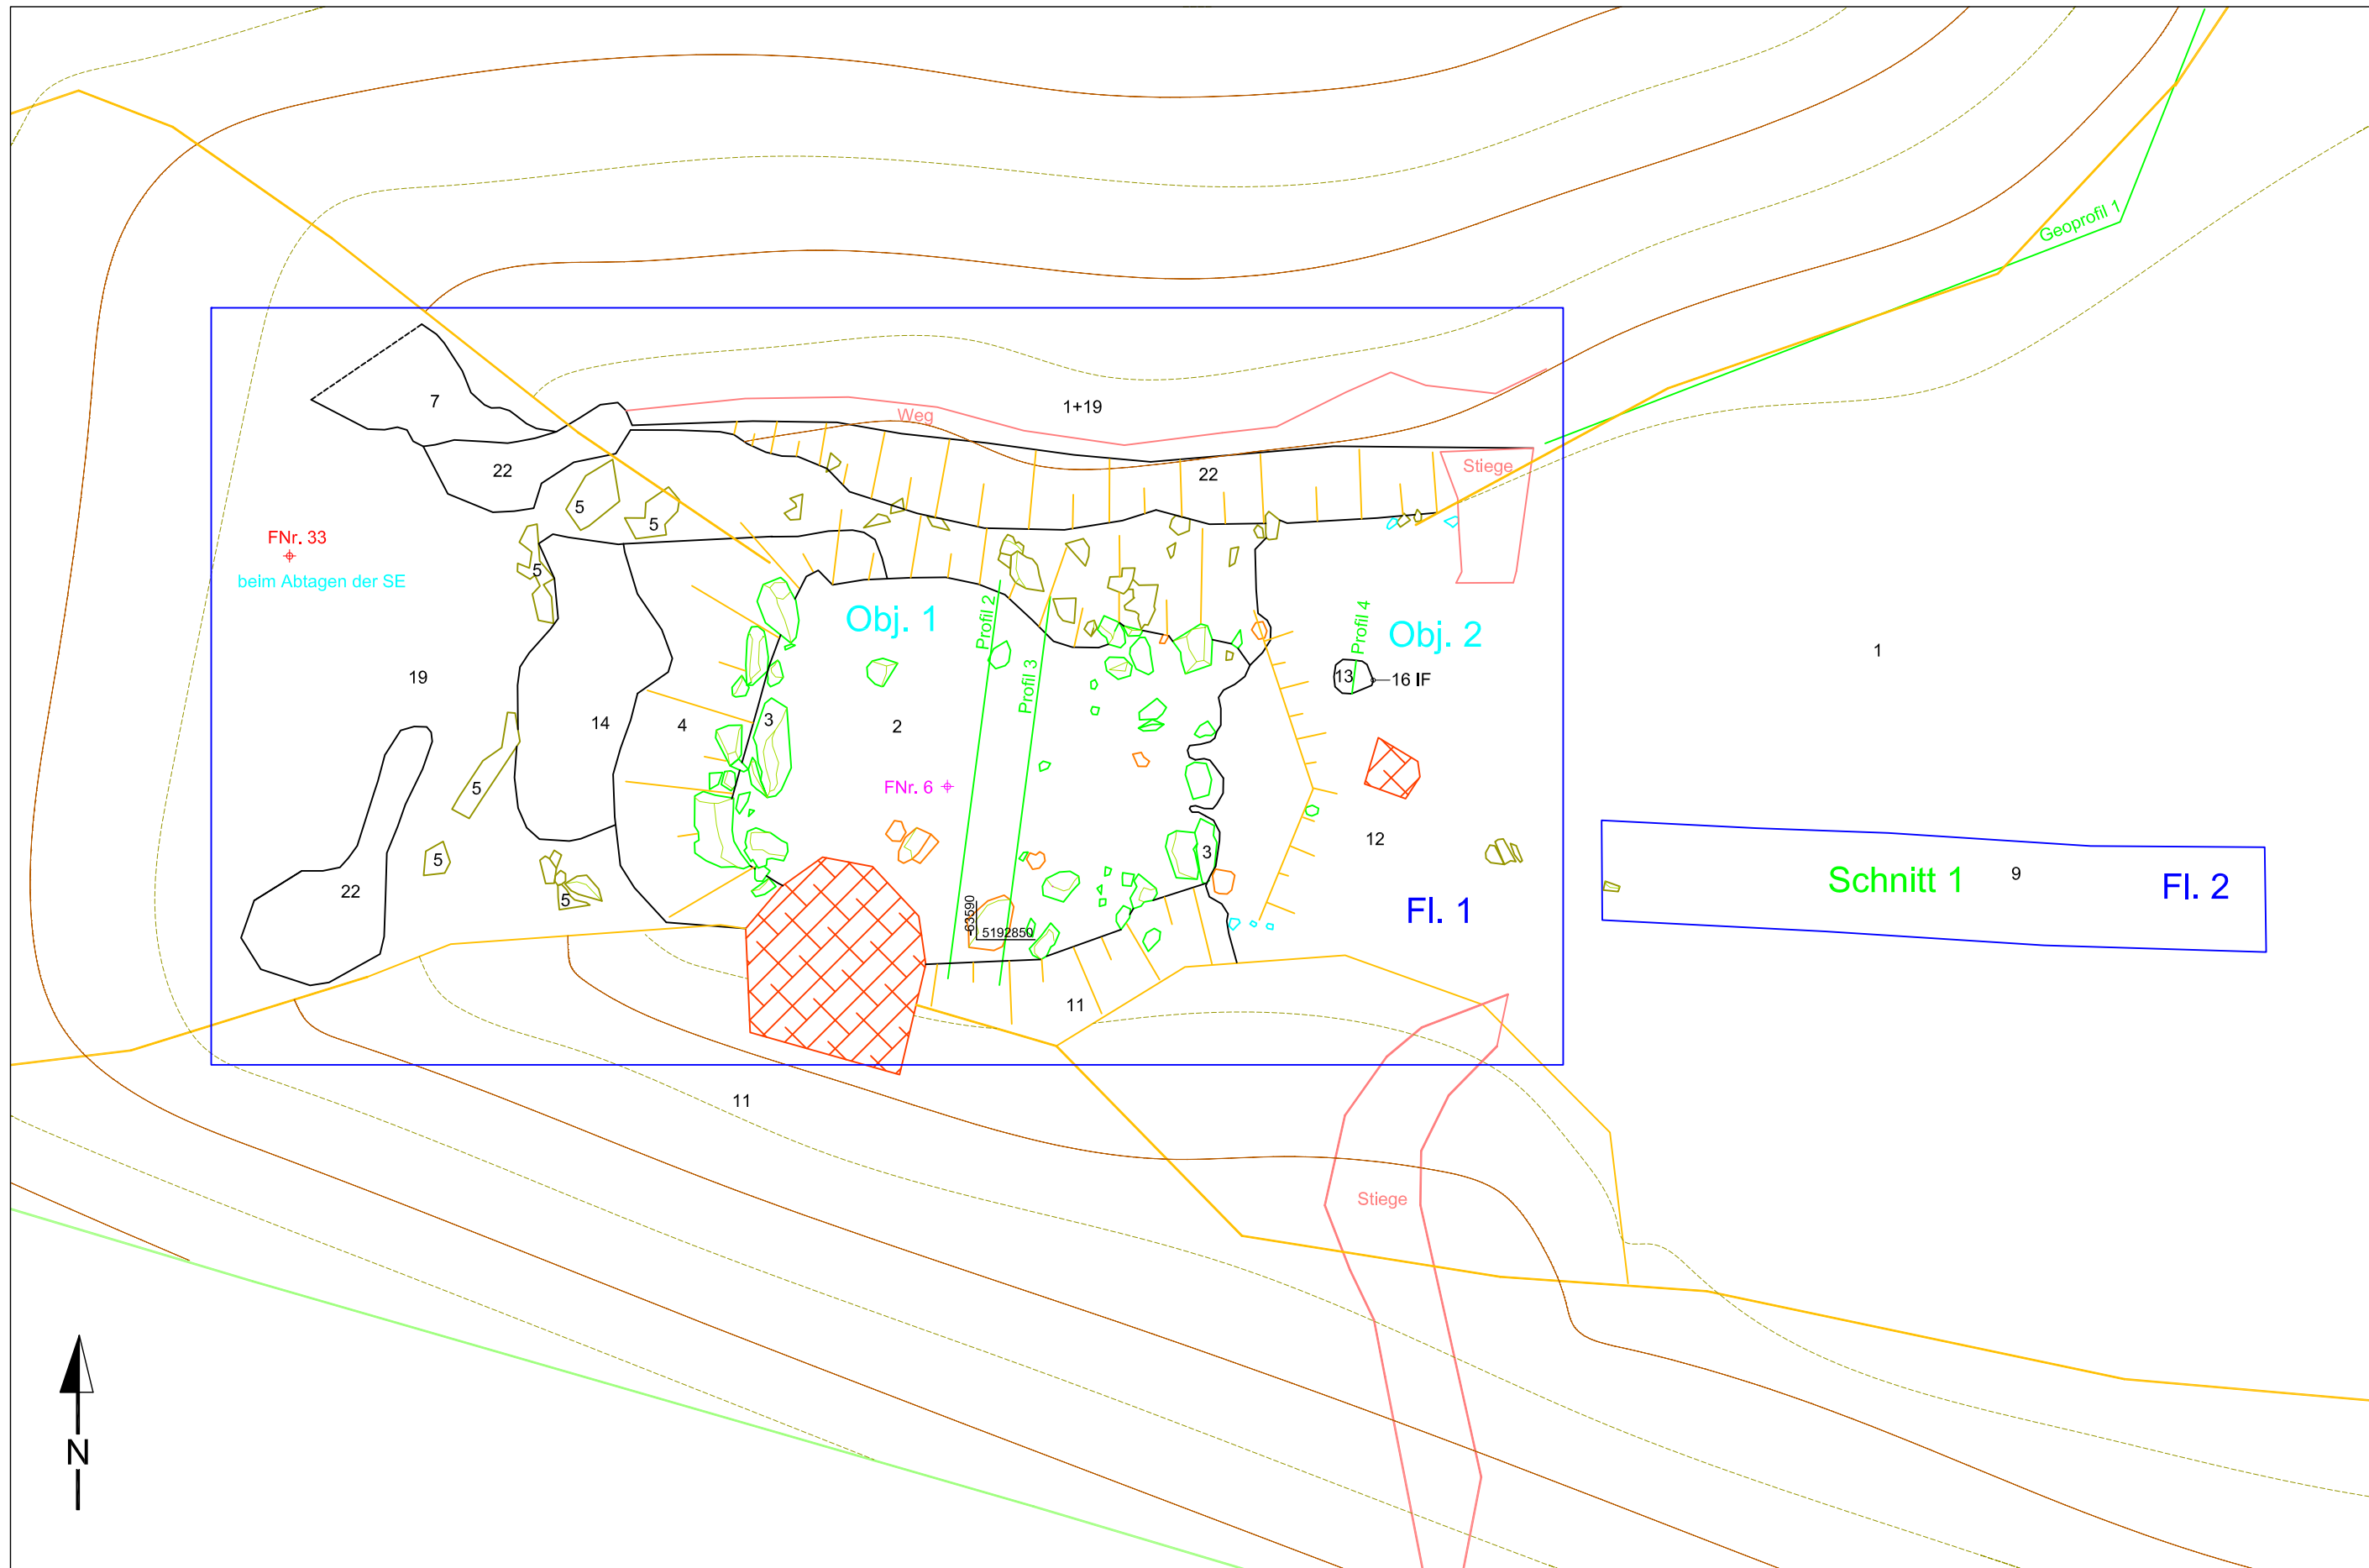 Geoprofil 1
7
Weg
1+19
22
22
Stiege
5
5
FNr. 33
beim Abtagen der SE
5
Obj. 1
Profil 2
Profil 3
Profil 4
Obj. 2
1
13
16 IF
19
14
4
3
2
5
FNr. 6
12
5
3
22
5
-63590
5192850
Fl. 1
Schnitt 1
9
Fl. 2
11
11
Stiege
N